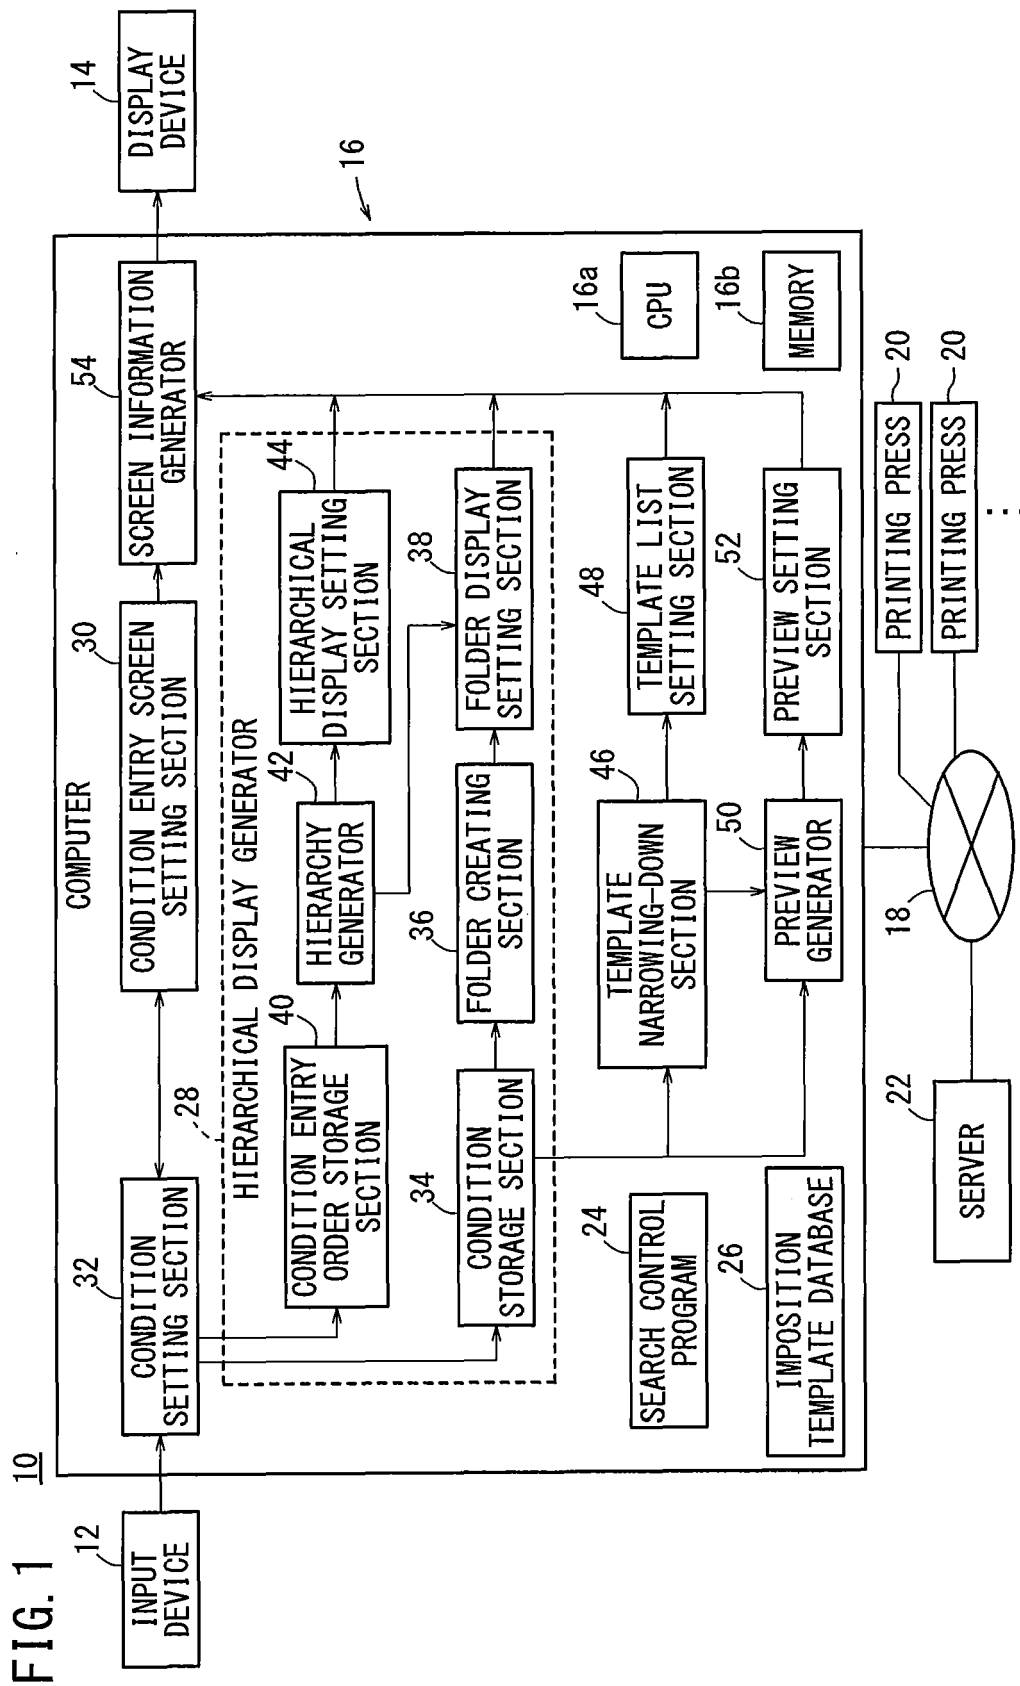 FIG. 1
10
12
INPUT
DEVICE
COMPUTER
32
CONDITION
SETTING SECTION
30
CONDITION ENTRY SCREEN
SETTING SECTION
54
SCREEN INFORMATION
GENERATOR
14
DISPLAY
DEVICE
16
28
HIERARCHICAL DISPLAY GENERATOR
40
CONDITION ENTRY
ORDER STORAGE
SECTION
42
HIERARCHY
GENERATOR
44
HIERARCHICAL
DISPLAY SETTING
SECTION
34
CONDITION
STORAGE SECTION
36
FOLDER CREATING
SECTION
38
FOLDER DISPLAY
SETTING SECTION
24
SEARCH CONTROL
PROGRAM
46
TEMPLATE
NARROWING-DOWN
SECTION
48
TEMPLATE LIST
SETTING SECTION
16a
CPU
26
IMPOSITION
TEMPLATE DATABASE
50
PREVIEW
GENERATOR
52
PREVIEW SETTING
SECTION
16b
MEMORY
22
SERVER
18
PRINTING PRESS
20
PRINTING PRESS
20